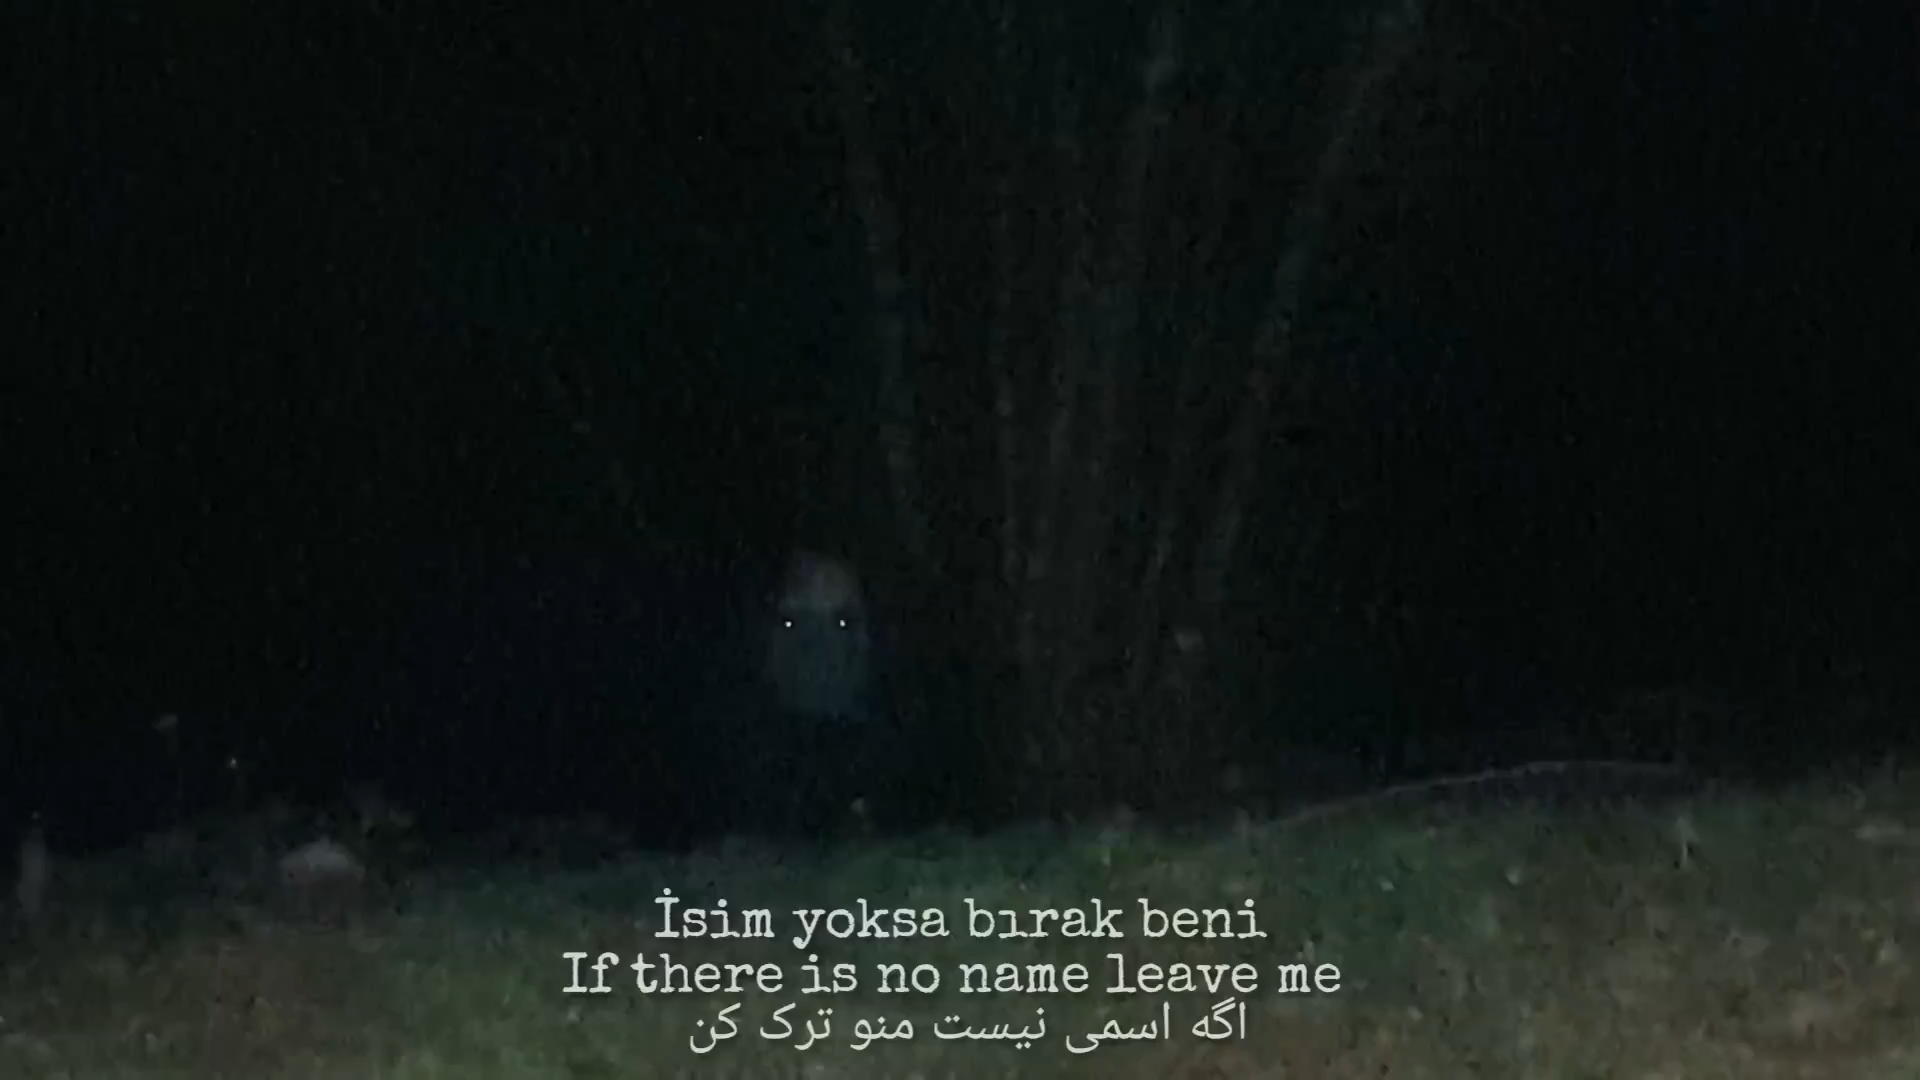 İsim yoksa bırak beni
If there is no name leave me
اگه اسمی نیست منو ترک کن